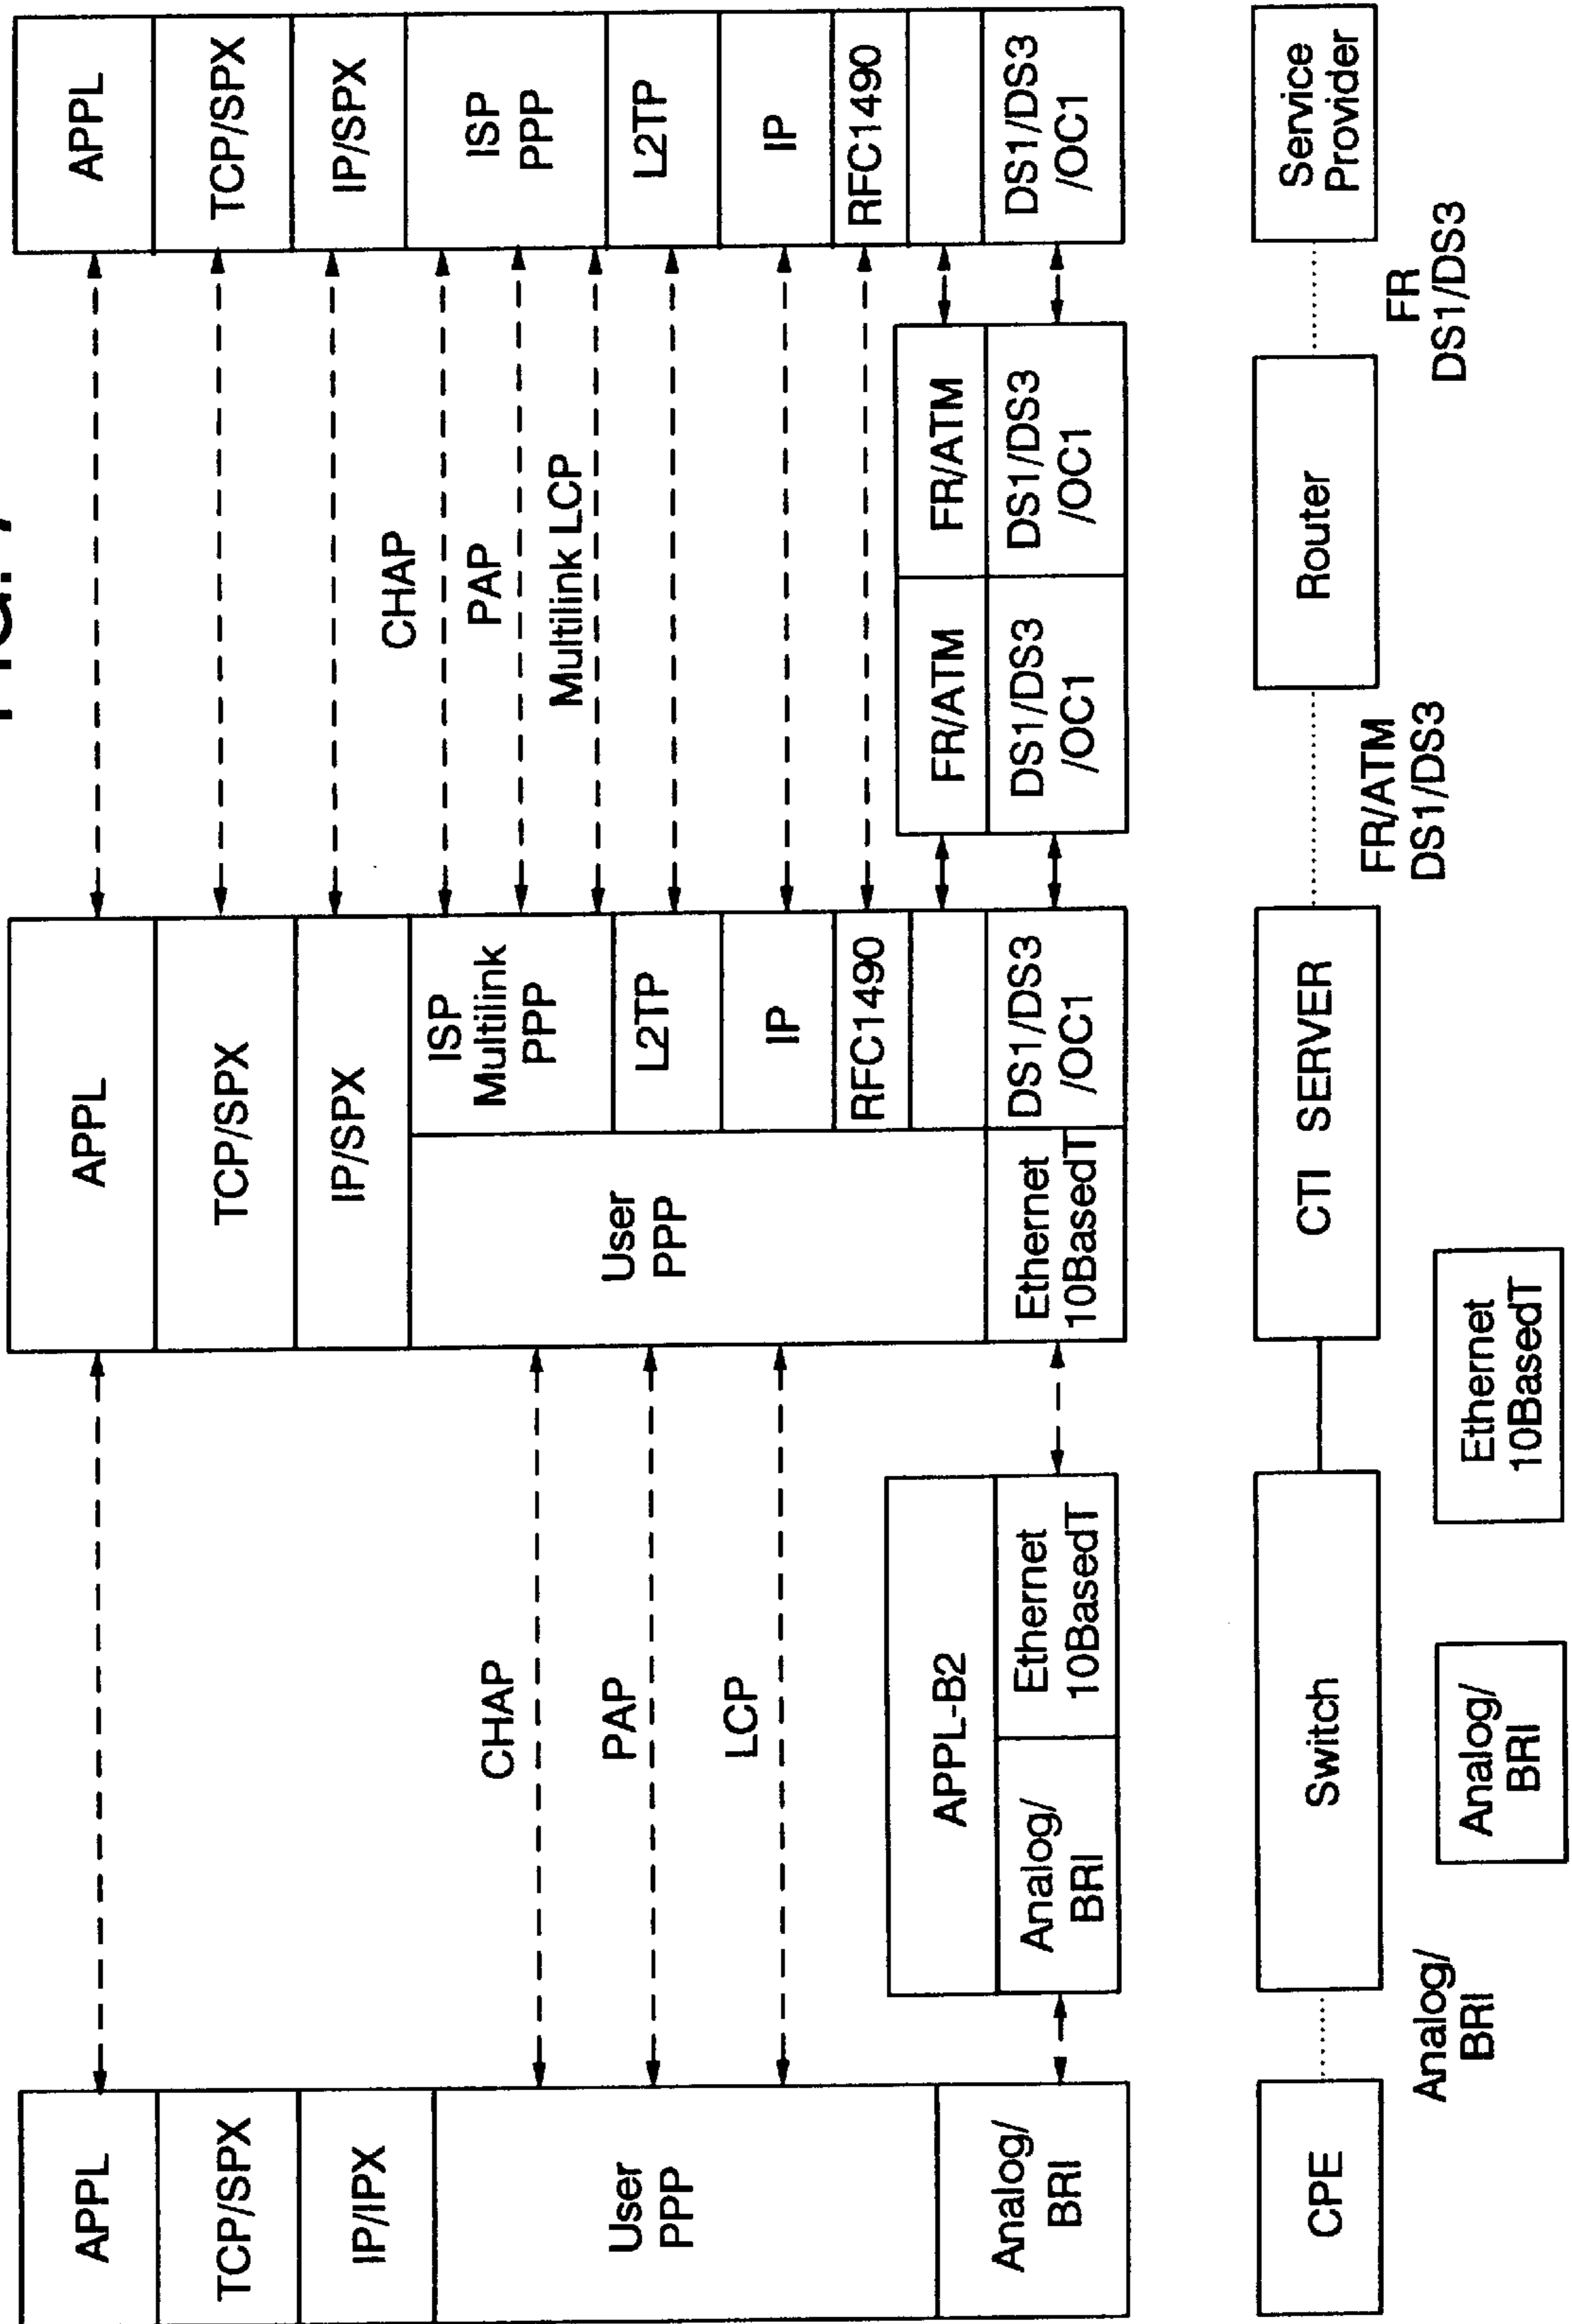 APPL
TCP/SPX
IP/IPX
User
PPP
Analog/
BRI
CHAP
PAP
LCP
APPL-B2
Analog/
BRI
Ethernet
10BasedT
APPL
TCP/SPX
IP/SPX
User
PPP
Ethernet
10BasedT
ISP
Multilink
PPP
L2TP
IP
RFC1490
DS1/DS3
/OC1
CHAP
PAP
Multilink LCP
FR/ATM
DS1/DS3
/OC1
FR/ATM
DS1/DS3
/OC1
APPL
TCP/SPX
IP/SPX
ISP
PPP
L2TP
IP
RFC1490
DS1/DS3
/OC1
CPE
Analog/
BRI
Switch
Analog/
BRI
Ethernet
10BasedT
CTI SERVER
FR/ATM
DS1/DS3
Router
FR
DS1/DS3
Service
Provider